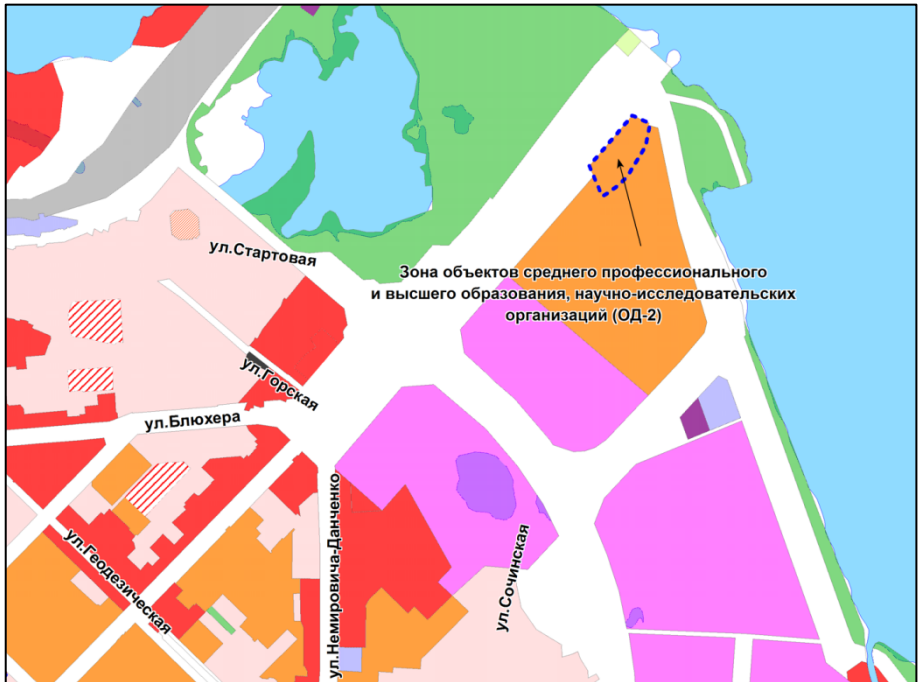 ул.Стартовая
Зона объектов среднего профессионального
и высшего образования, научно-исследовательских
организаций (ОД-2)
ул.Горская
ул.Блюхера
ул.Немировича-Данченко
ул.Сочинская
ул.Геодезическая